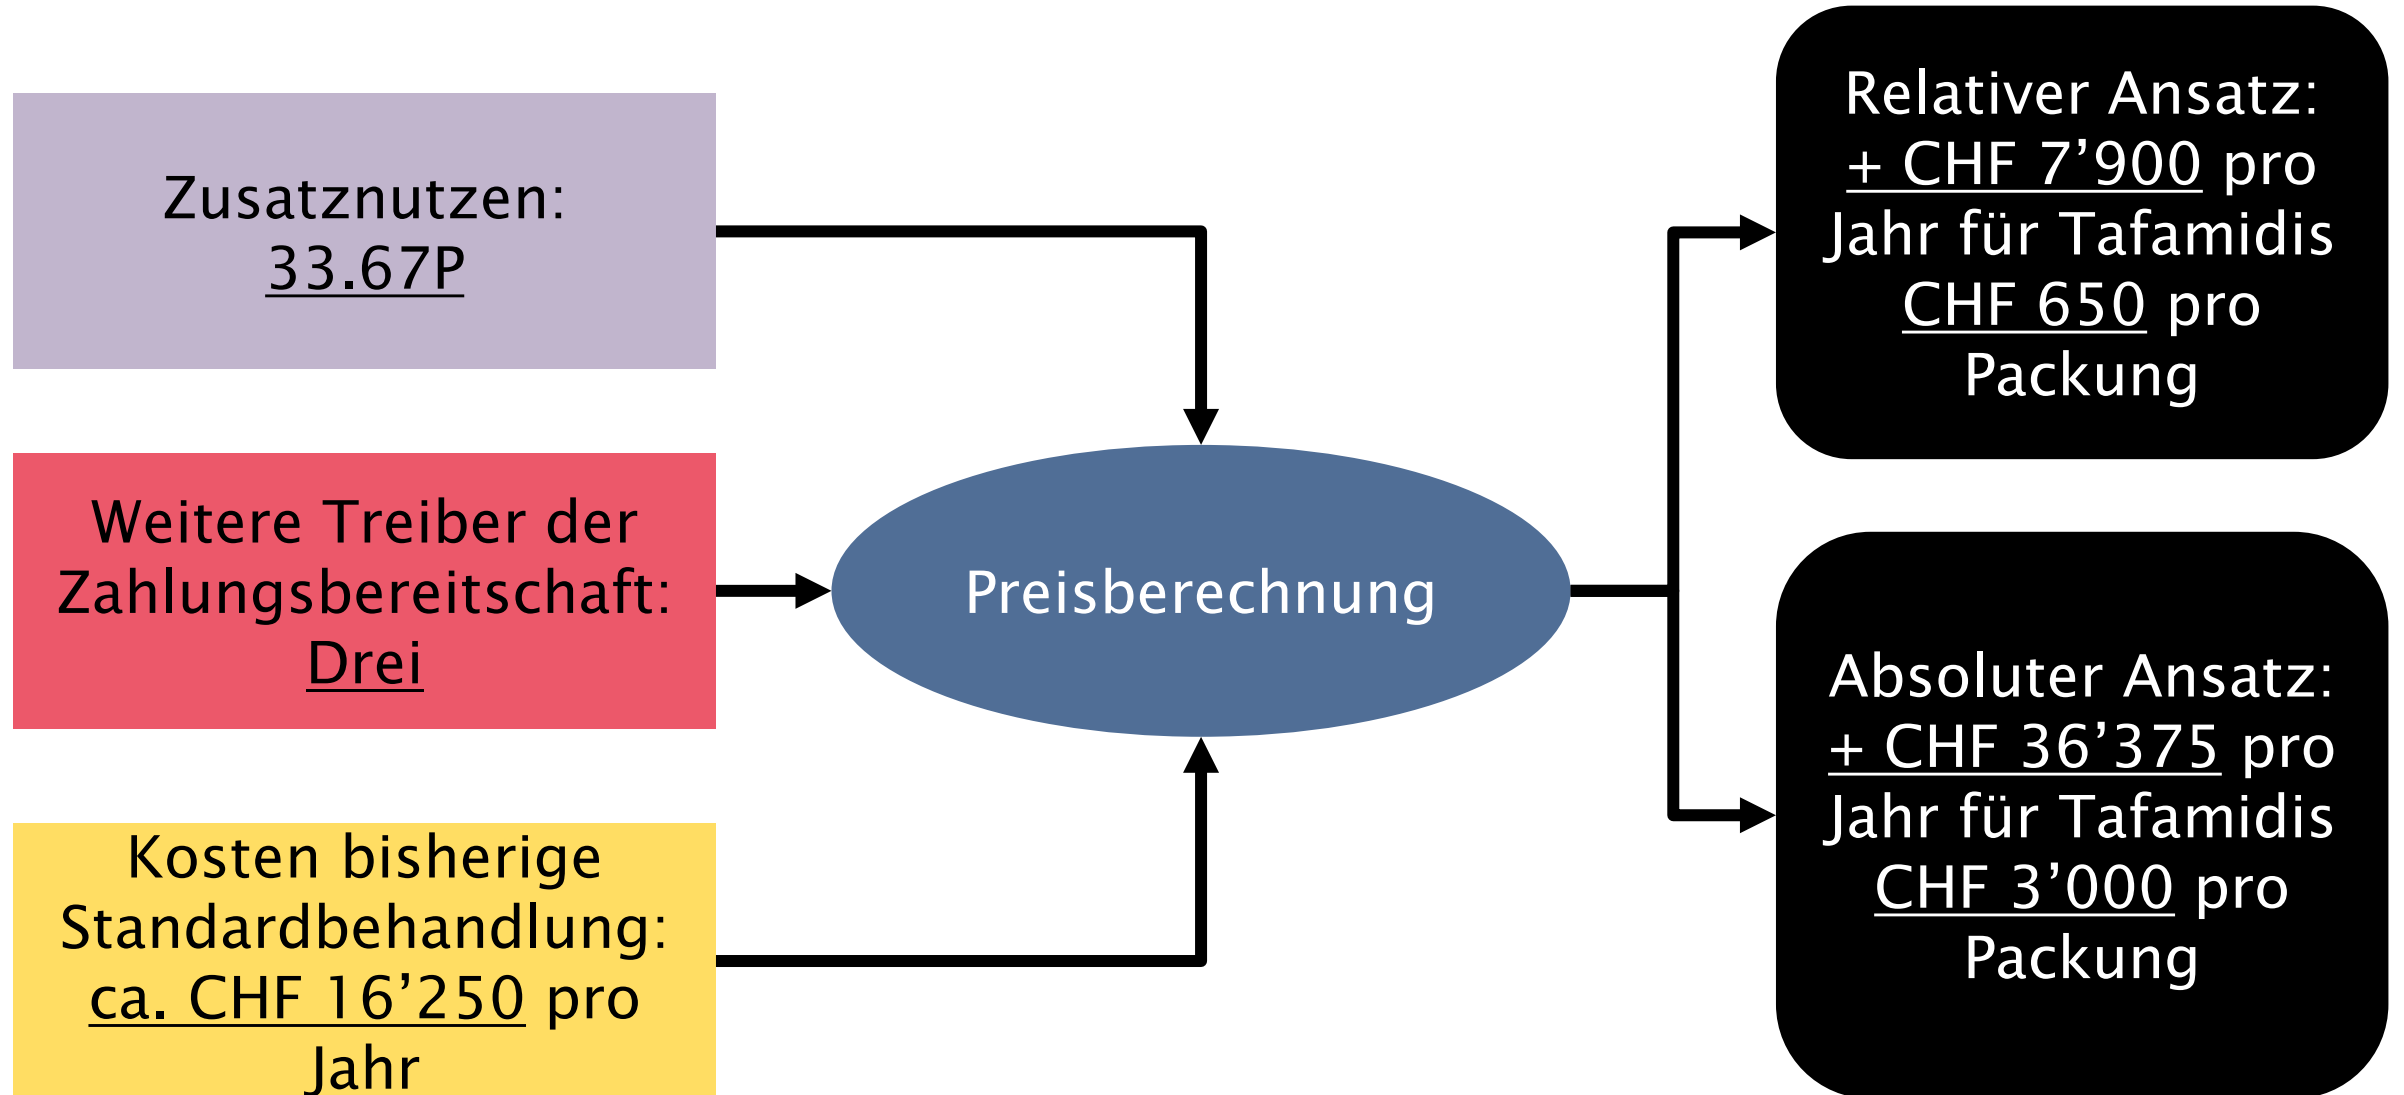 Zusatznutzen:
33.67P
Weitere Treiber der
Zahlungsbereitschaft:
Drei
Kosten bisherige
Standardbehandlung:
ca. CHF 16’250 pro
Jahr
Preisberechnung
Relativer Ansatz:
+ CHF 7’900 pro
Jahr für Tafamidis
CHF 650 pro
Packung
Absoluter Ansatz:
+ CHF 36’375 pro
Jahr für Tafamidis
CHF 3’000 pro
Packung